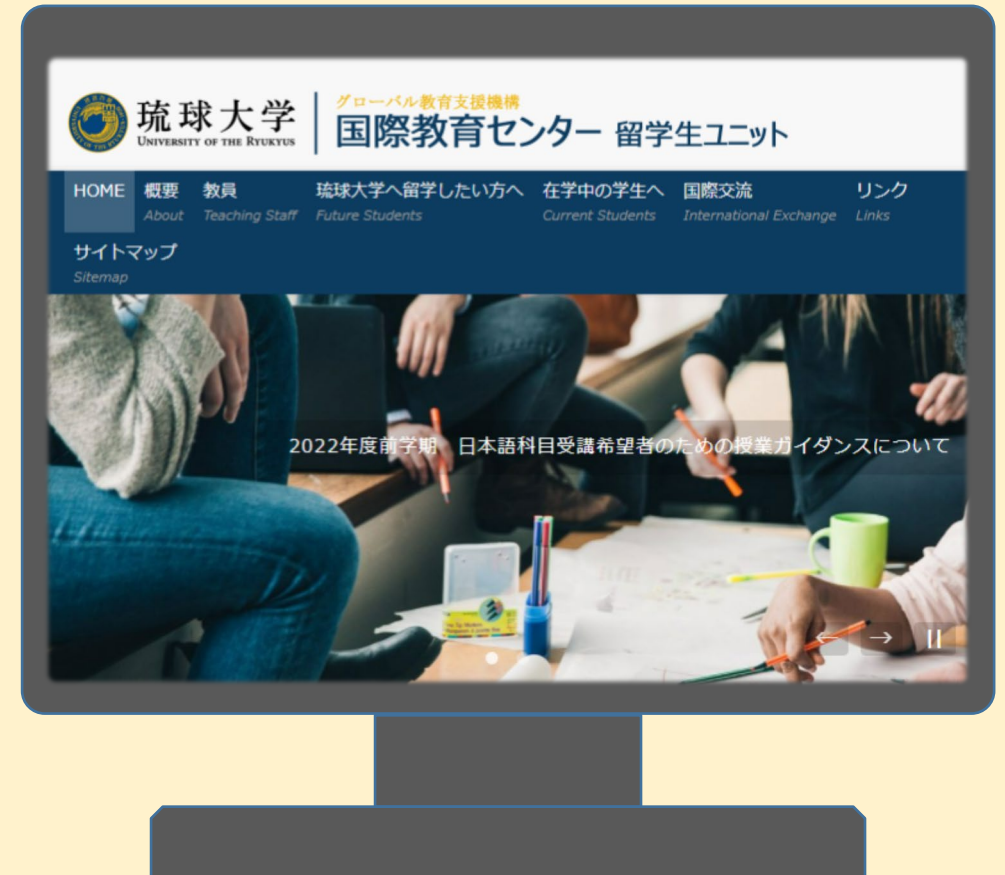 琉球大学
UNIVERSITY OF THE RYUKYUS
グローバル教育支援機構
国際教育センター 留学生ユニット
HOME 概要 教員 琉球大学へ留学したい方へ 在学中の学生へ 国際交流 リンク
About Teaching Staff Future Students Current Students International Exchange Links
サイトマップ
Sitemap
2022年度前学期 日本語科目受講希望者のための授業ガイダンスについて